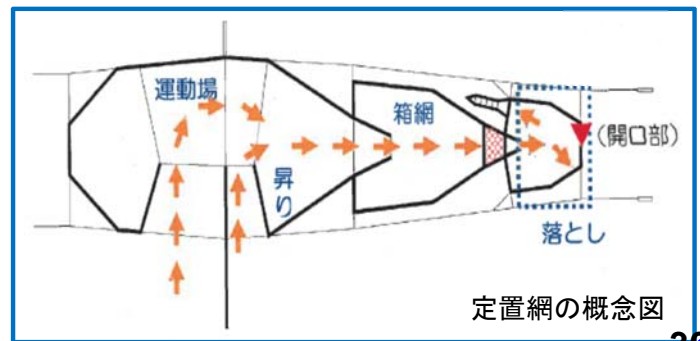 運動場
箱網
(開口部)
昇り
落とし
定置網の概念図